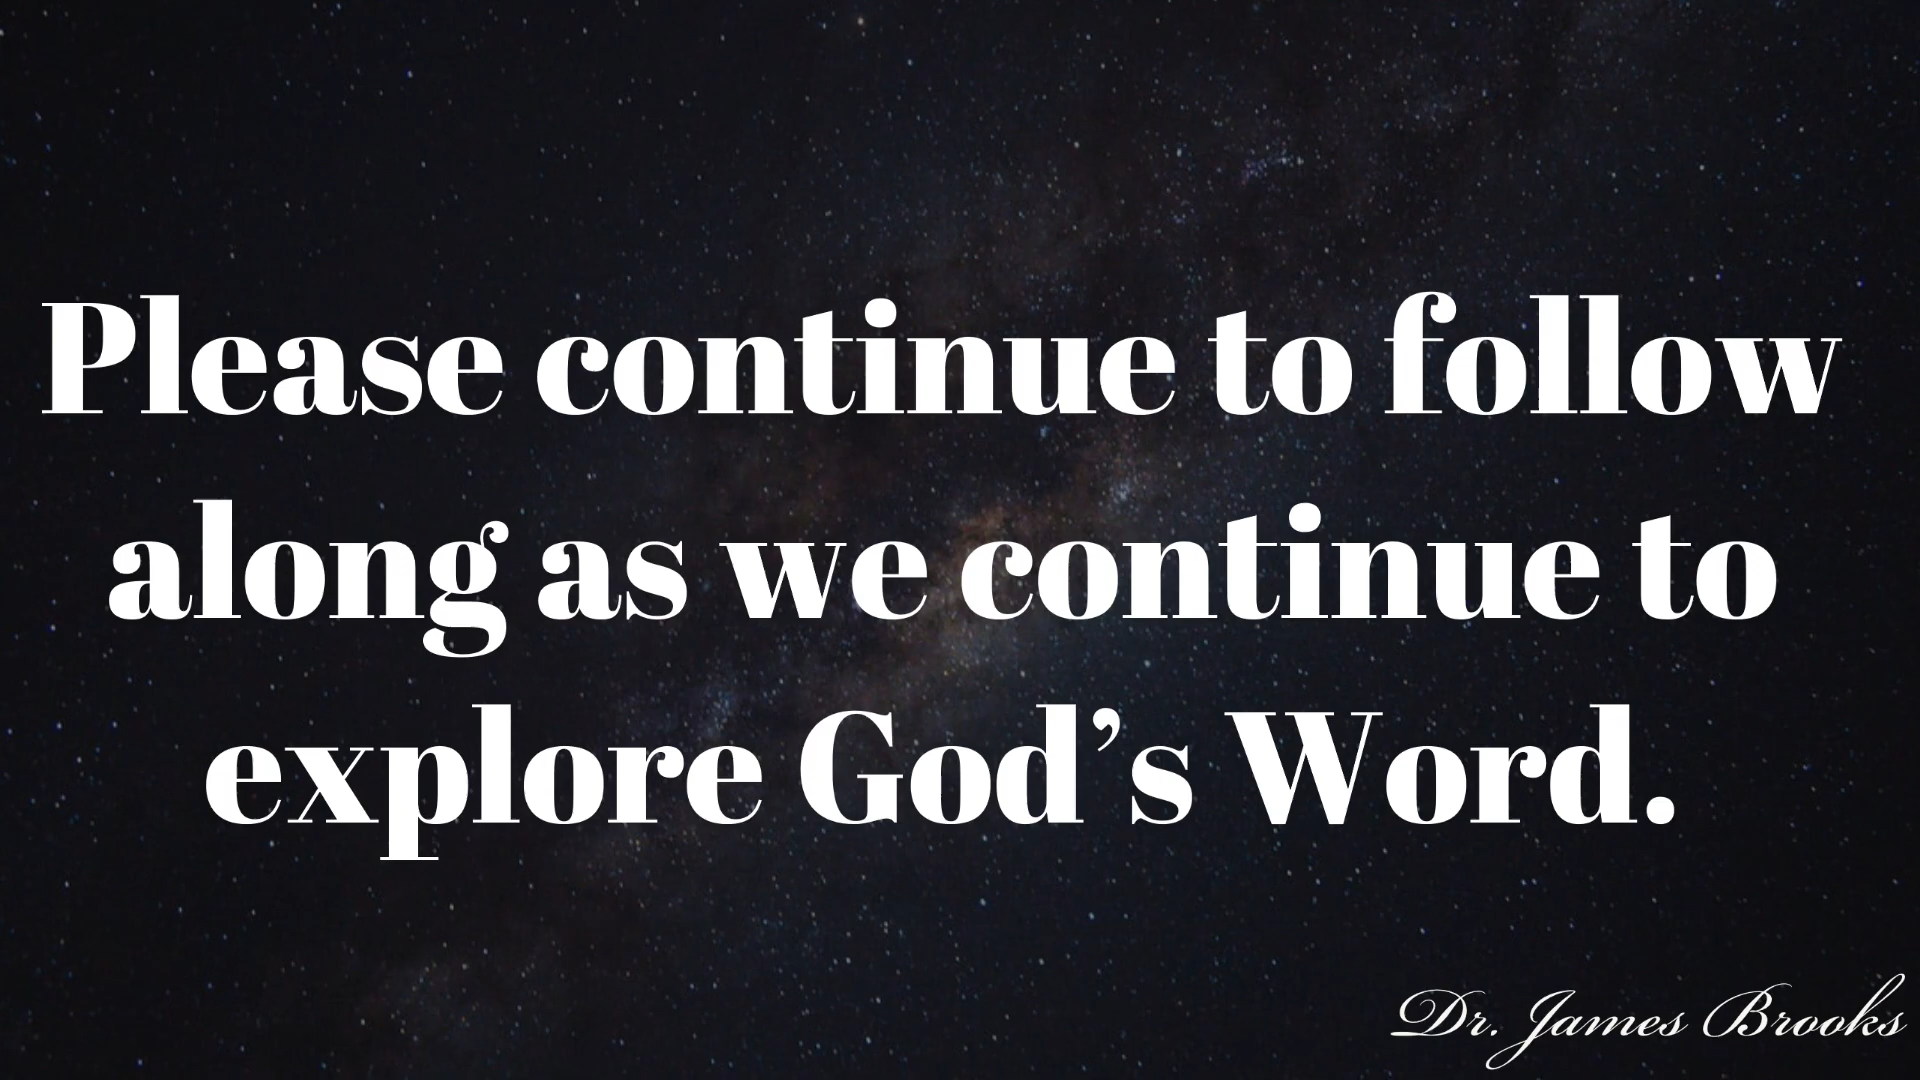 Please continue to follow
along as we continue to
explore God’s Word.
Dr. James Brooks